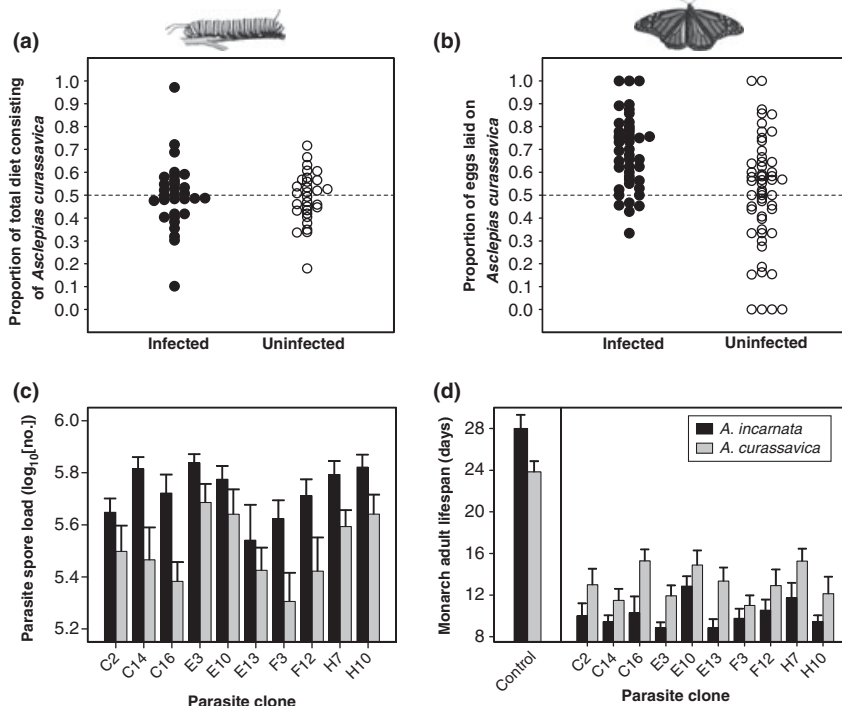 (a)
Proportion of total diet consisting
of Asclepias curassavica
1.0
0.9
0.8
0.7
0.6
0.5
0.4
0.3
0.2
0.1
0.0
Infected Uninfected
(b)
Proportion of eggs laid on
Asclepias curassavica
1.0
0.9
0.8
0.7
0.6
0.5
0.4
0.3
0.2
0.1
0.0
Infected Uninfected
(c)
Parasite spore load (log10[no.])
6.0
5.8
5.6
5.4
5.2
C2 C14 C16 E3 E10 E13 F3 F12 H7 H10
Parasite clone
(d)
Monarch adult lifespan (days)
28
24
20
16
12
8
A. incarnata
A. curassavica
Control C2 C14 C16 E3 E10 E13 F3 F12 H7 H10
Parasite clone